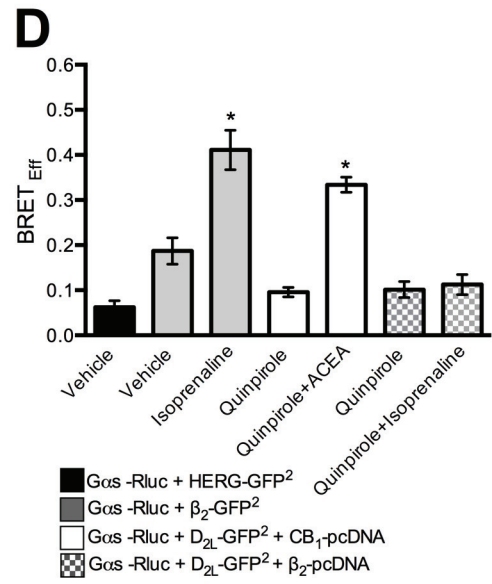 D
0.6
0.5
0.4
0.3
0.2
0.1
0.0
BRET Eff
*
*
Vehicle
Vehicle
Isoprenaline
Quinpirole
Quinpirole+ACEA
Quinpirole
Quinpirole+Isoprenaline
Gαs -Rluc + HERG-GFP²
Gαs -Rluc + β₂-GFP²
Gαs -Rluc + D₂L-GFP² + CB₁-pcDNA
Gαs -Rluc + D₂L-GFP² + β₂-pcDNA